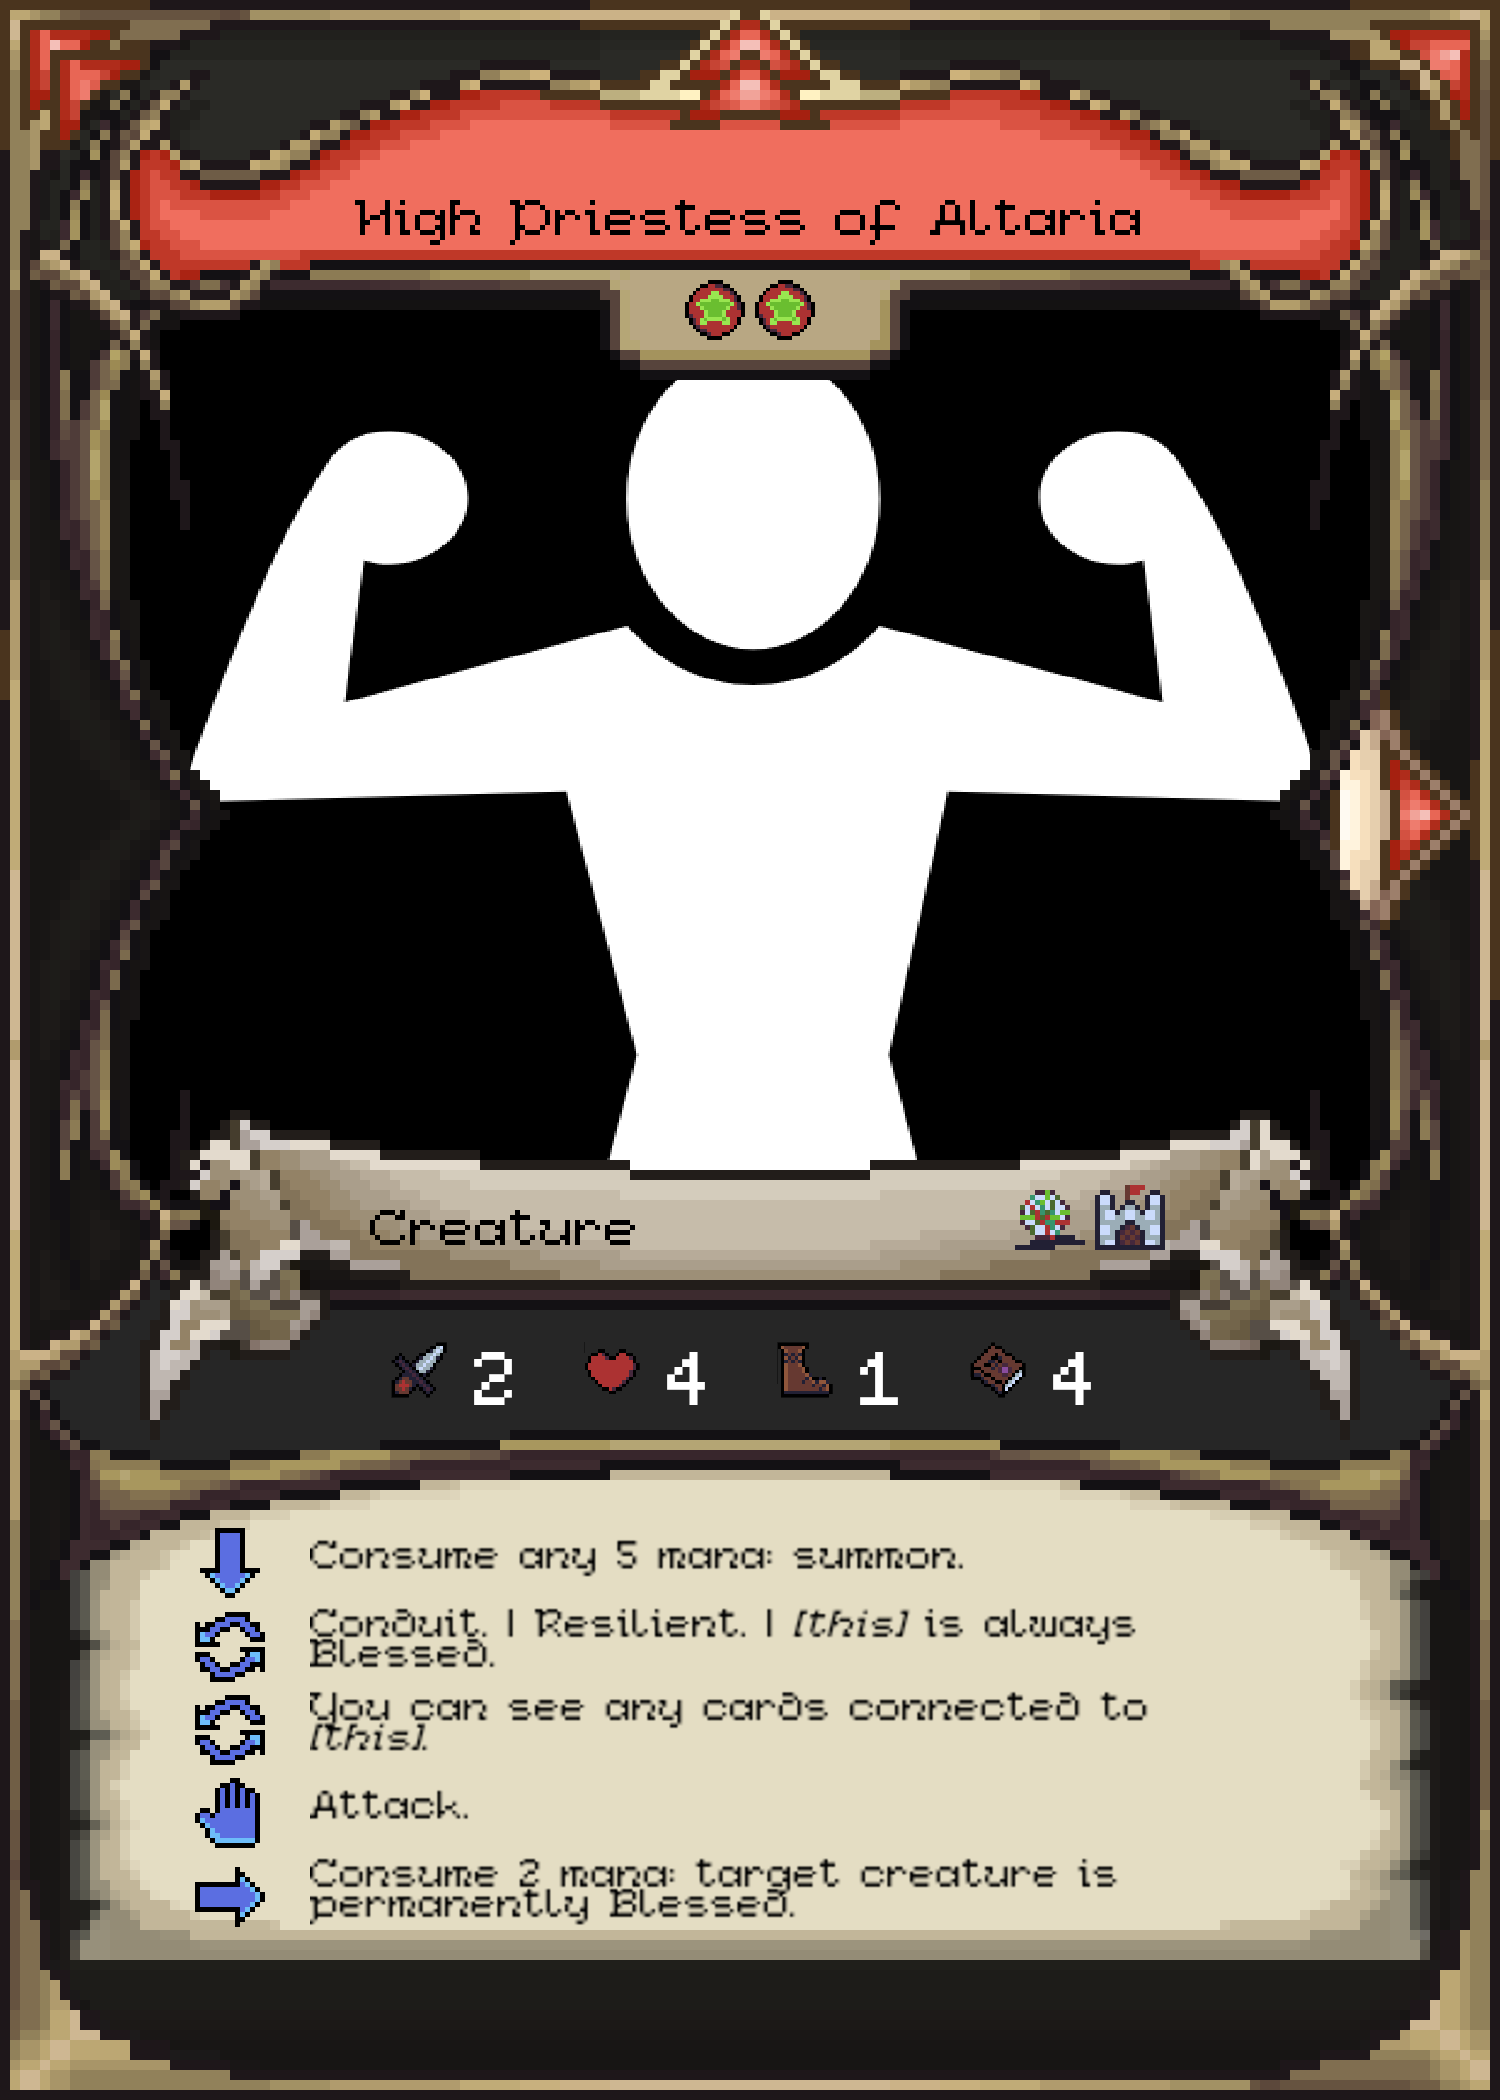 High Priestess of Altaria
Creature
2 4 1 4
Consume any 5 mana: summon.
Conduit. | Resilient. | [this] is always
Blessed.
You can see any cards connected to
[this].
Attack.
Consume 2 mana: target creature is
permanently Blessed.